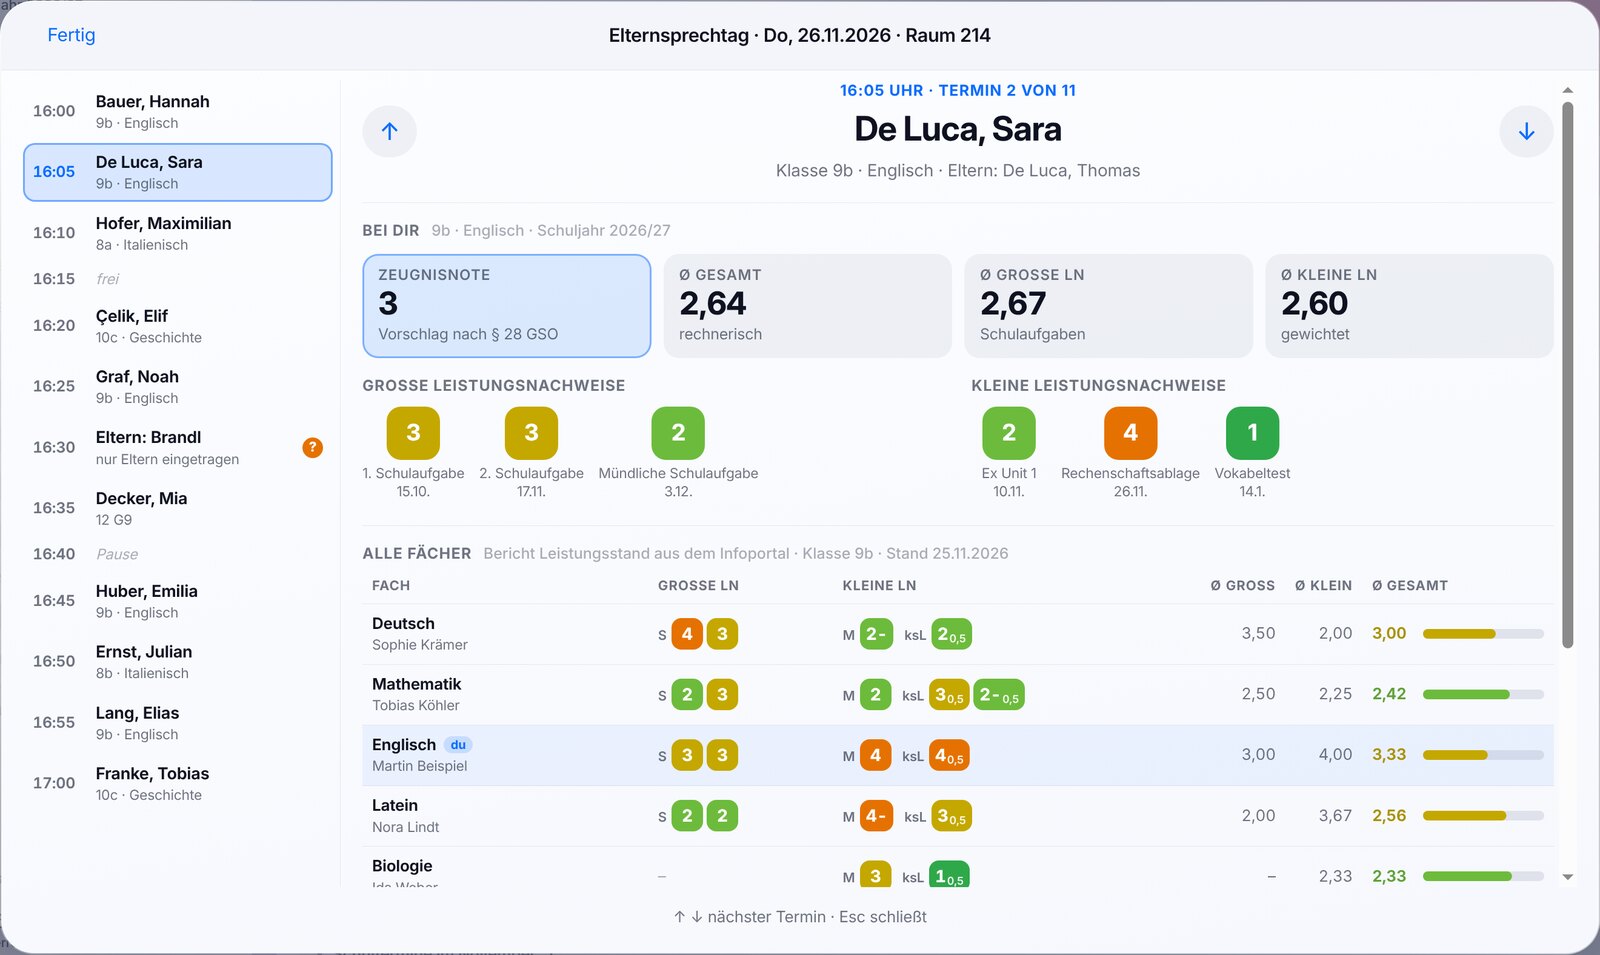 Fertig
Elternsprechtag · Do, 26.11.2026 · Raum 214
16:00
Bauer, Hannah
9b · Englisch
16:05
De Luca, Sara
9b · Englisch
16:10
Hofer, Maximilian
8a · Italienisch
16:15
frei
16:20
Çelik, Elif
10c · Geschichte
16:25
Graf, Noah
9b · Englisch
16:30
Eltern: Brandl
nur Eltern eingetragen
?
16:35
Decker, Mia
12 G9
16:40
Pause
16:45
Huber, Emilia
9b · Englisch
16:50
Ernst, Julian
8b · Italienisch
16:55
Lang, Elias
9b · Englisch
17:00
Franke, Tobias
10c · Geschichte
↑
16:05 UHR · TERMIN 2 VON 11
De Luca, Sara
Klasse 9b · Englisch · Eltern: De Luca, Thomas
↓
BEI DIR 9b · Englisch · Schuljahr 2026/27
ZEUGNISNOTE
3
Vorschlag nach § 28 GSO
Ø GESAMT
2,64
rechnerisch
Ø GROSSE LN
2,67
Schulaufgaben
Ø KLEINE LN
2,60
gewichtet
GROSSE LEISTUNGSNACHWEISE
3
1. Schulaufgabe
15.10.
3
2. Schulaufgabe
17.11.
2
Mündliche Schulaufgabe
3.12.
KLEINE LEISTUNGSNACHWEISE
2
Ex Unit 1
10.11.
4
Rechenschaftsablage
26.11.
1
Vokabeltest
14.1.
ALLE FÄCHER Bericht Leistungsstand aus dem Infoportal · Klasse 9b · Stand 25.11.2026
FACH GROSSE LN KLEINE LN Ø GROSS Ø KLEIN Ø GESAMT
Deutsch
Sophie Krämer
S 4 3 M 2- ksL 2 0,5 3,50 2,00 3,00
Mathematik
Tobias Köhler
S 2 3 M 2 ksL 3 0,5 2- 0,5 2,50 2,25 2,42
Englisch du
Martin Beispiel
S 3 3 M 4 ksL 4 0,5 3,00 4,00 3,33
Latein
Nora Lindt
S 2 2 M 4- ksL 3 0,5 2,00 3,67 2,56
Biologie
– M 3 ksL 1 0,5 – 2,33 2,33
↑ ↓ nächster Termin · Esc schließt